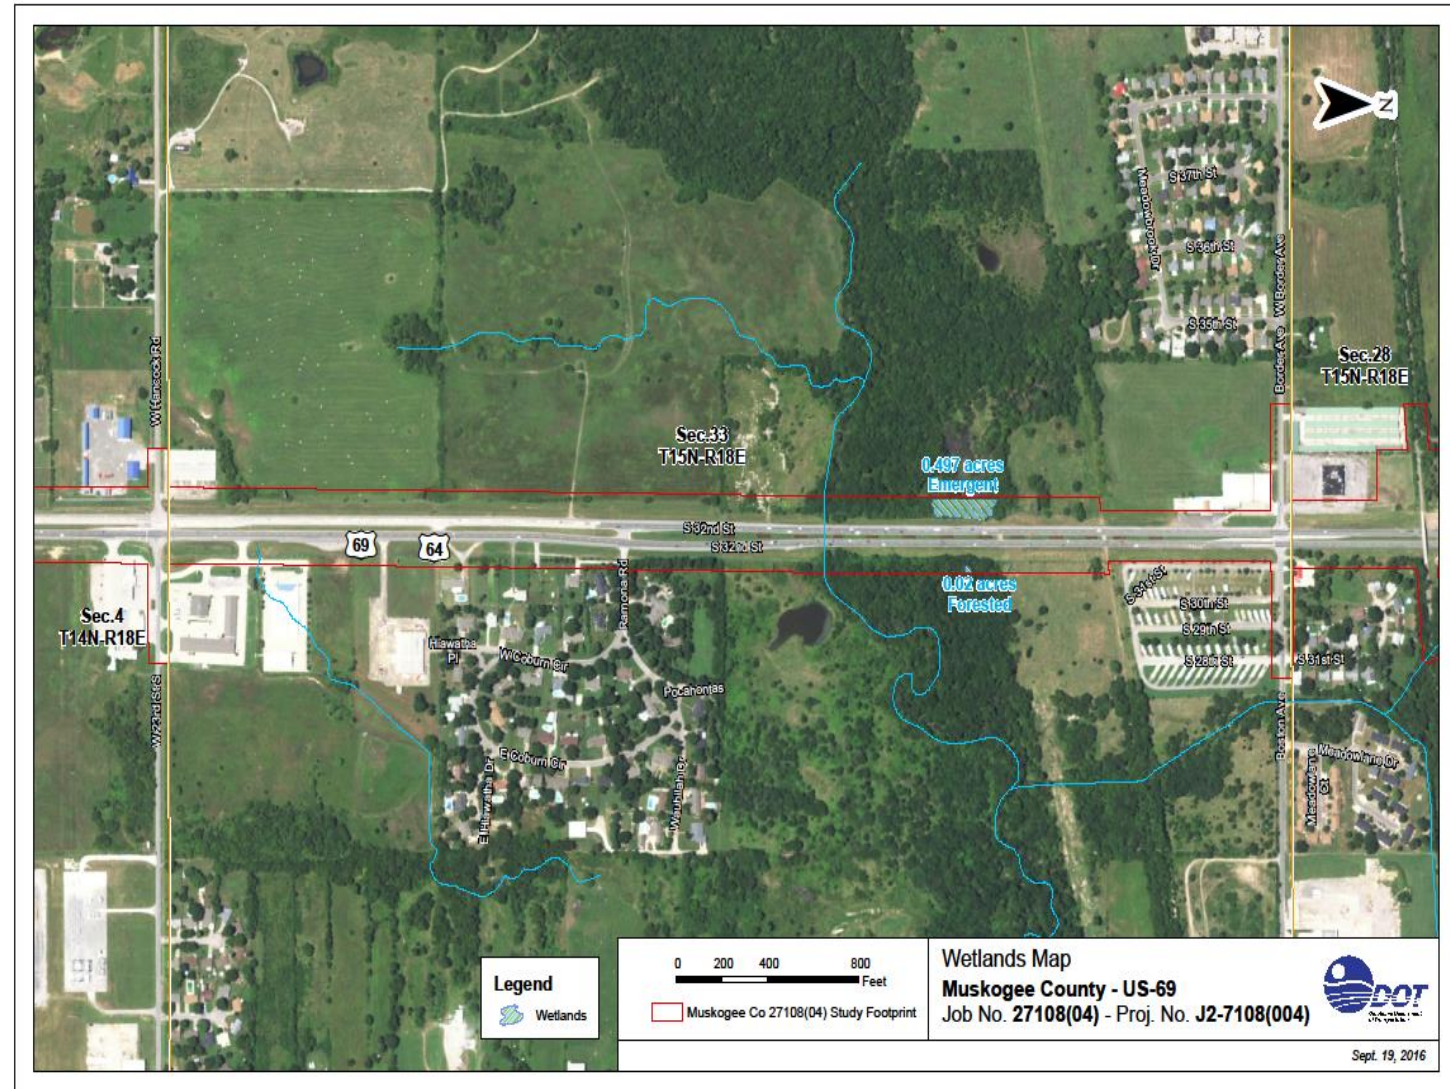 N
S 37th St
Meadowbrook Dr
S 36th St
W Border Ave
S 35th St
Border Ave
Sec.28
T15N-R18E
W Hancock Rd
Sec.33
T15N-R18E
0.497 acres
Emergent
S 32nd St
S 32nd St
69
64
0.02 acres
Forested
Ramona Rd
S 31st St
S 30th St
S 29th St
S 28th St
S 31st St
Sec.4
T14N-R18E
Hiawatha
Pl
W Coburn Cir
Pocahontas
W 23rd St S
E Coburn Cir
E Hiawatha Dr
Wauhilah Dr
Boston Ave
Meadowlane Dr
Meadowlane
Ct
Legend
Wetlands
0 200 400 800
Feet
Muskogee Co 27108(04) Study Footprint
Wetlands Map
Muskogee County - US-69
Job No. 27108(04) - Proj. No. J2-7108(004)
DOT
Oklahoma Department
of Transportation
Sept. 19, 2016